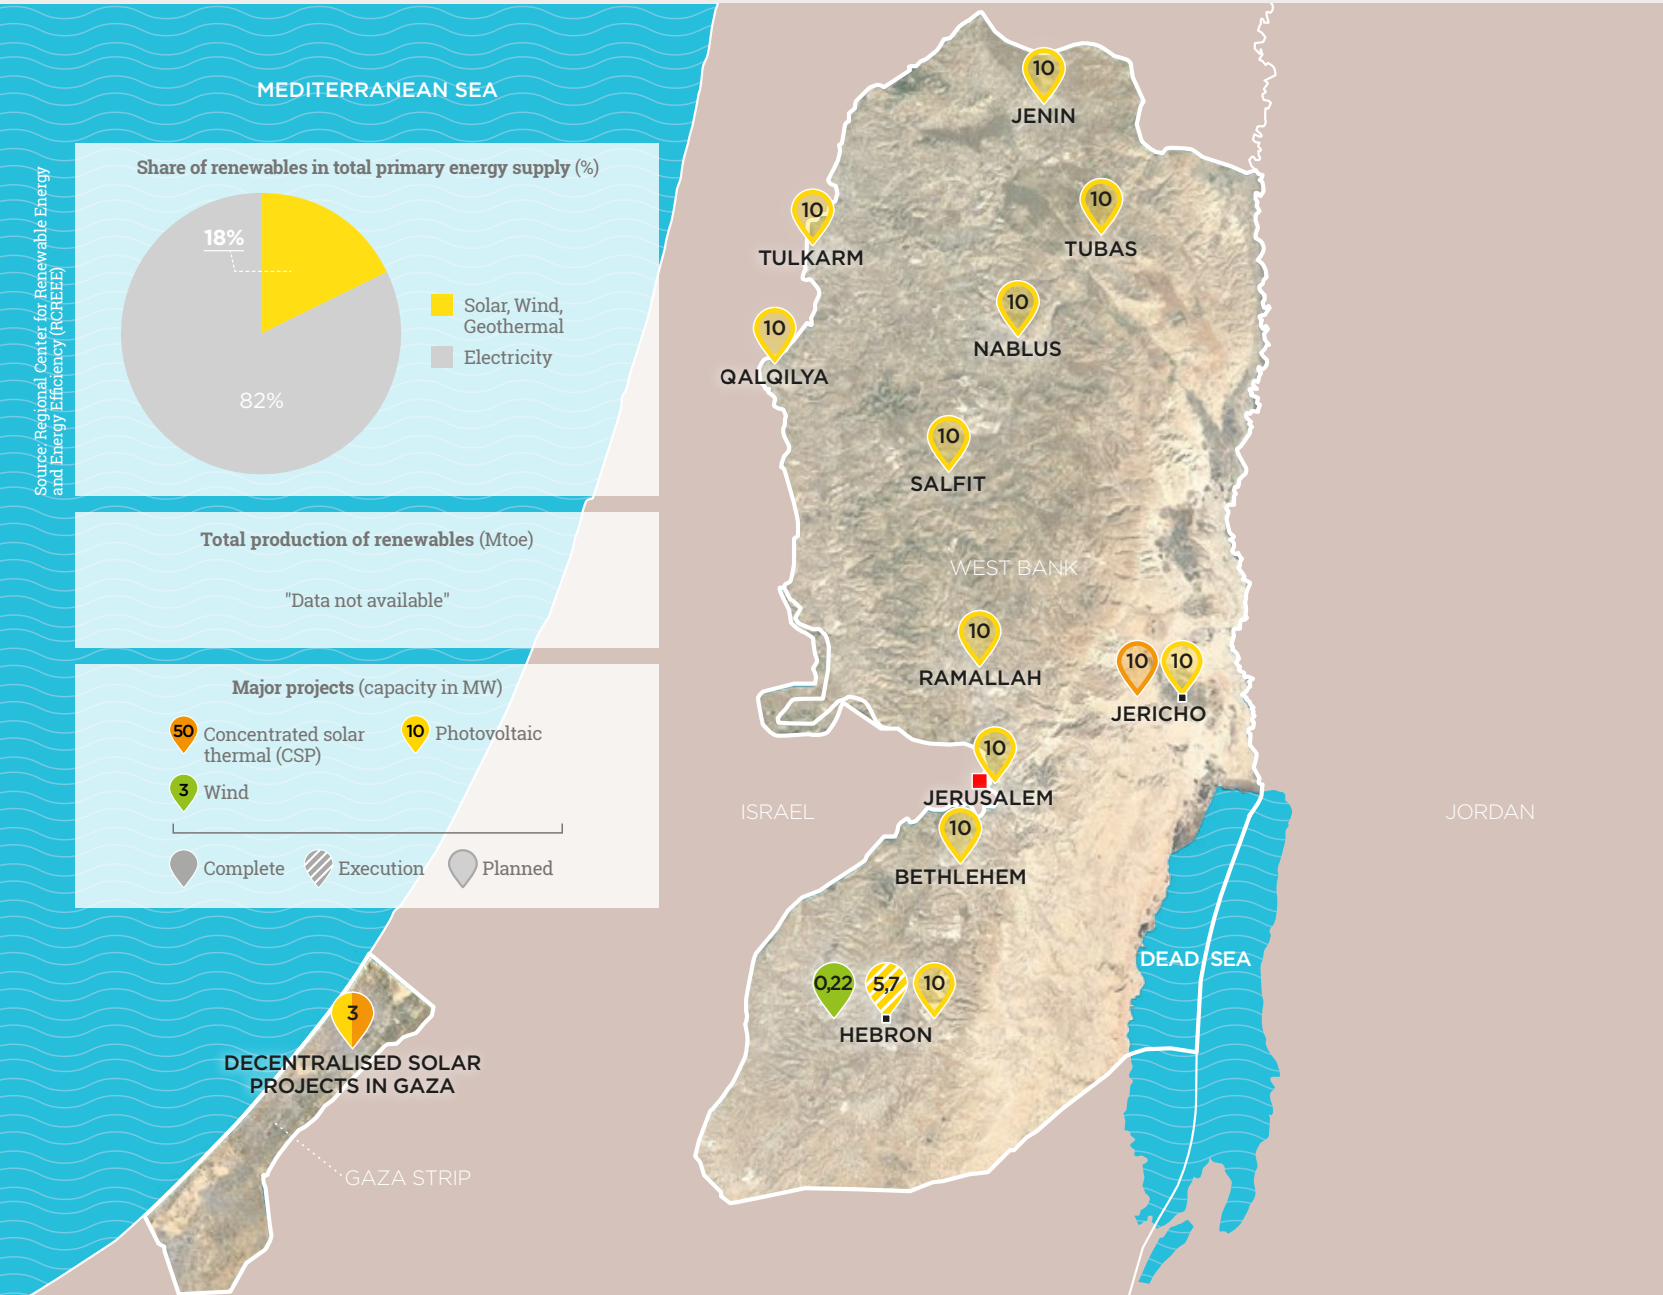 MEDITERRANEAN SEA
Share of renewables in total primary energy supply (%)
18%
82%
Solar, Wind,
Geothermal
Electricity
Source: Regional Center for Renewable Energy
and Energy Efficiency (RCREEE)
Total production of renewables (Mtoe)
"Data not available"
Major projects (capacity in MW)
50
Concentrated solar
thermal (CSP)
10
Photovoltaic
3
Wind
Complete
Execution
Planned
10
JENIN
10
TULKARM
10
TUBAS
10
NABLUS
10
QALQILYA
10
SALFIT
WEST BANK
10
RAMALLAH
10
10
JERICHO
10
JERUSALEM
ISRAEL
JORDAN
10
BETHLEHEM
DEAD SEA
0,22
5,7
10
HEBRON
3
DECENTRALISED SOLAR
PROJECTS IN GAZA
GAZA STRIP